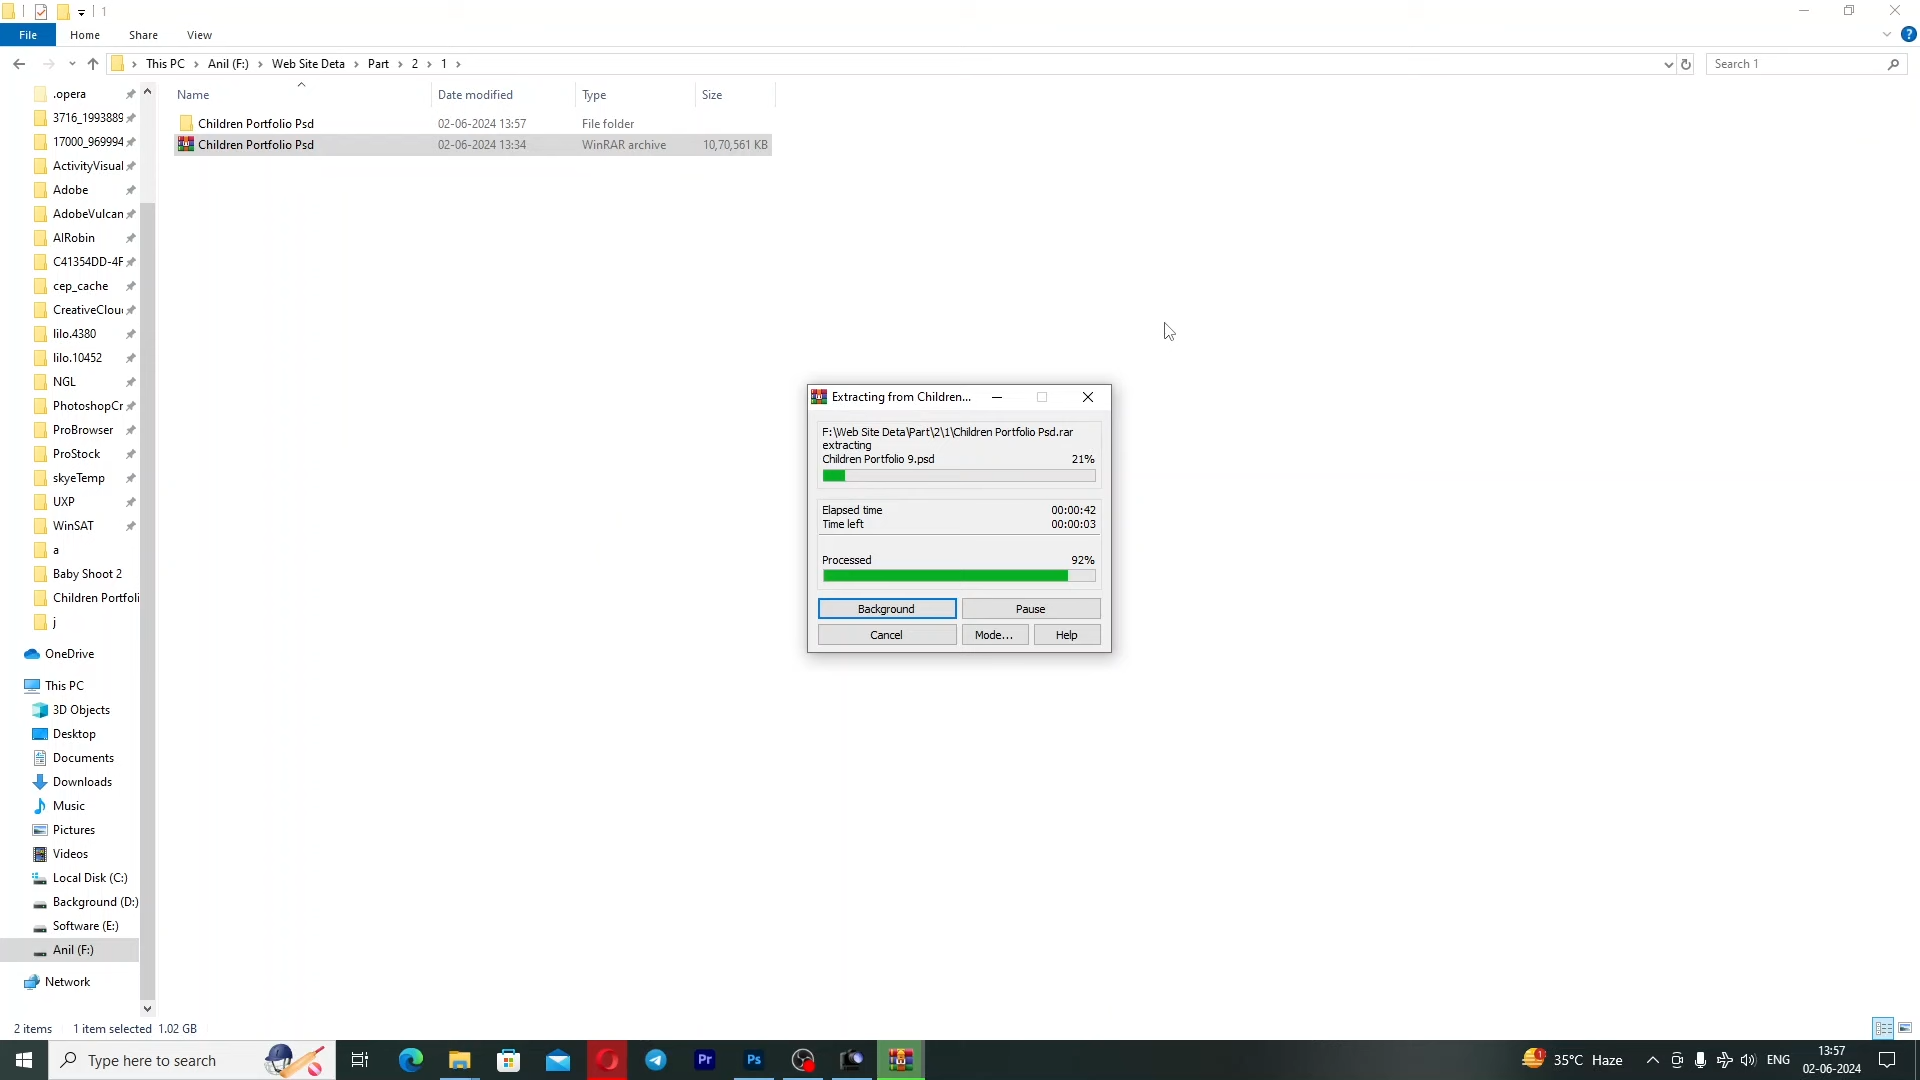 1
File Home Share View
This PC Anil (F:) Web Site Deta Part 2 1
Search 1
Name Date modified Type Size
Children Portfolio Psd 02-06-2024 13:57 File folder
Children Portfolio Psd 02-06-2024 13:34 WinRAR archive 10,70,561 KB
.opera
3716_1993889
17000_969994
ActivityVisual
Adobe
AdobeVulcan
AIRobin
C41354DD-4F
cep_cache
CreativeClou
lilo.4380
lilo.10452
NGL
PhotoshopCr
ProBrowser
ProStock
skyeTemp
UXP
WinSAT
a
Baby Shoot 2
Children Portfoli
j
OneDrive
This PC
3D Objects
Desktop
Documents
Downloads
Music
Pictures
Videos
Local Disk (C:)
Background (D:)
Software (E:)
Anil (F:)
Network
Extracting from Children...
F:\Web Site Deta\Part\2\1\Children Portfolio Psd.rar
extracting
Children Portfolio 9.psd 21%
Elapsed time 00:00:42
Time left 00:00:03
Processed 92%
Background Pause
Cancel Mode... Help
2 items 1 item selected 1.02 GB
Type here to search
Pr
Ps
1
35°C Haze
ENG
13:57
02-06-2024